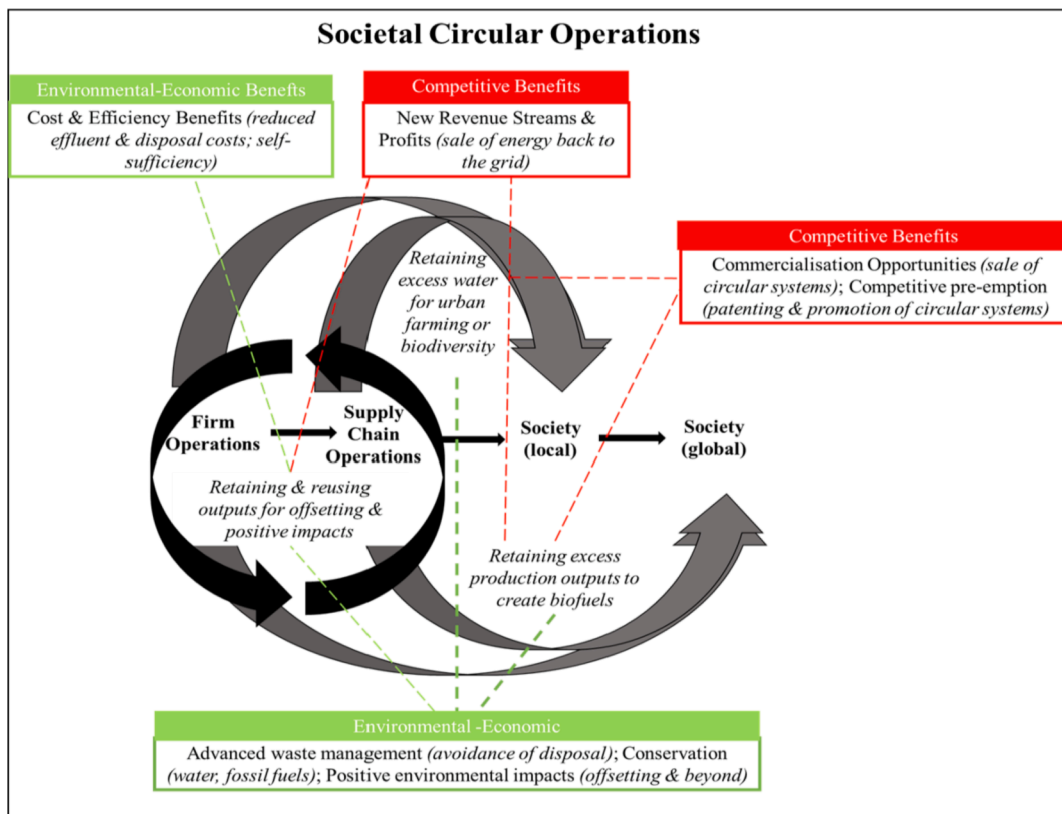 Societal Circular Operations
Environmental-Economic Benefts
Cost & Efficiency Benefits (reduced
effluent & disposal costs; self-
sufficiency)
Competitive Benefits
New Revenue Streams &
Profits (sale of energy back to
the grid)
Competitive Benefits
Commercialisation Opportunities (sale of
circular systems); Competitive pre-emption
(patenting & promotion of circular systems)
Retaining
excess water
for urban
farming or
biodiversity
Firm
Operations
Supply
Chain
Operations
Society
(local)
Society
(global)
Retaining & reusing
outputs for offsetting &
positive impacts
Retaining excess
production outputs to
create biofuels
Environmental -Economic
Advanced waste management (avoidance of disposal); Conservation
(water, fossil fuels); Positive environmental impacts (offsetting & beyond)